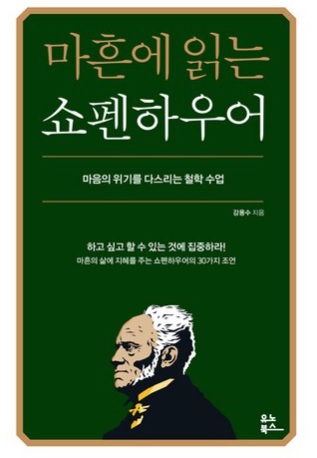 마흔에 읽는
쇼펜하우어
마음의 위기를 다스리는 철학 수업
강용수 지음
하고 싶고 할 수 있는 것에 집중하라!
마흔의 삶에 지혜를 주는 쇼펜하우어의 30가지 조언
유노
북스